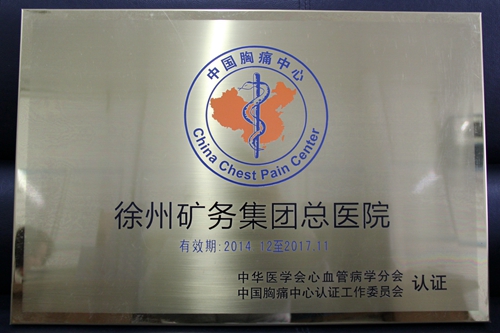 中国胸痛中心
China Chest Pain Center
徐州矿务集团总医院
有效期:2014.12至2017.11
中华医学会心血管病学分会
中国胸痛中心认证工作委员会 认证